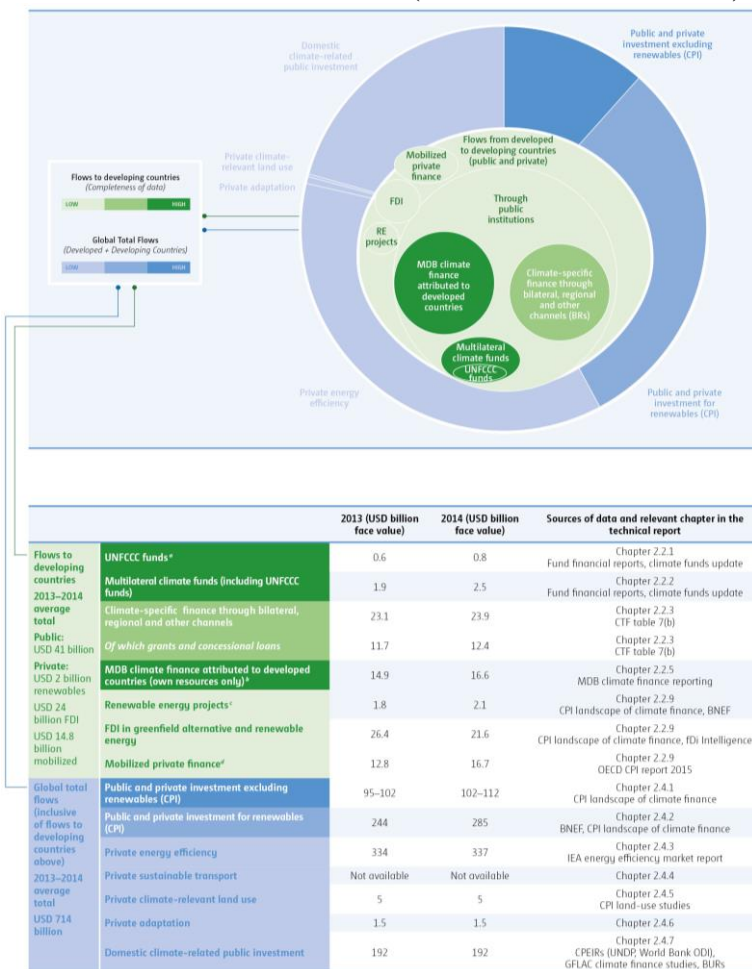 Domestic
climate-related
public investment
Public and private
investment excluding
renewables (CPI)
Private climate-
relevant land use
Private adaptation
Flows from developed
to developing countries
(public and private)
Mobilized
private
finance
FDI
RE
projects
Through
public
institutions
MDB climate
finance
attributed to
developed
countries
Climate-specific
finance through
bilateral, regional
and other
channels (BRs)
Multilateral
climate funds
UNFCCC
funds
Private energy
efficiency
Public and private
investment for
renewables (CPI)
Flows to developing countries
(Completeness of data)
LOW HIGH
Global Total Flows
(Developed + Developing Countries)
LOW HIGH
2013 (USD billion
face value)
2014 (USD billion
face value)
Sources of data and relevant chapter in the
technical report
Flows to
developing
countries
2013–2014
average
total
Public:
USD 41 billion
Private:
USD 2 billion
renewables
USD 24
billion FDI
USD 14.8
billion
mobilized
UNFCCC funds a
0.6
0.8
Chapter 2.2.1
Fund financial reports, climate funds update
Multilateral climate funds (including UNFCCC
funds)
1.9
2.5
Chapter 2.2.2
Fund financial reports, climate funds update
Climate-specific finance through bilateral,
regional and other channels
23.1
23.9
Chapter 2.2.3
CTF table 7(b)
Of which grants and concessional loans
11.7
12.4
Chapter 2.2.3
CTF table 7(b)
MDB climate finance attributed to developed
countries (own resources only) b
14.9
16.6
Chapter 2.2.5
MDB climate finance reporting
Renewable energy projects c
1.8
2.1
Chapter 2.2.9
CPI landscape of climate finance, BNEF
FDI in greenfield alternative and renewable
energy
26.4
21.6
Chapter 2.2.9
CPI landscape of climate finance, fDi Intelligence
Mobilized private finance d
12.8
16.7
Chapter 2.2.9
OECD CPI report 2015
Global total
flows
(inclusive
of flows to
developing
countries
above)
2013–2014
average
total
USD 714
billion
Public and private investment excluding
renewables (CPI)
95–102
102–112
Chapter 2.4.1
CPI landscape of climate finance
Public and private investment for renewables
(CPI)
244
285
Chapter 2.4.2
BNEF, CPI landscape of climate finance
Private energy efficiency
334
337
Chapter 2.4.3
IEA energy efficiency market report
Private sustainable transport
Not available
Not available
Chapter 2.4.4
Private climate-relevant land use
5
5
Chapter 2.4.5
CPI land-use studies
Private adaptation
1.5
1.5
Chapter 2.4.6
Domestic climate-related public investment
192
192
Chapter 2.4.7
CPEIRs (UNDP, World Bank ODI),
GFLAC climate finance studies, BURs